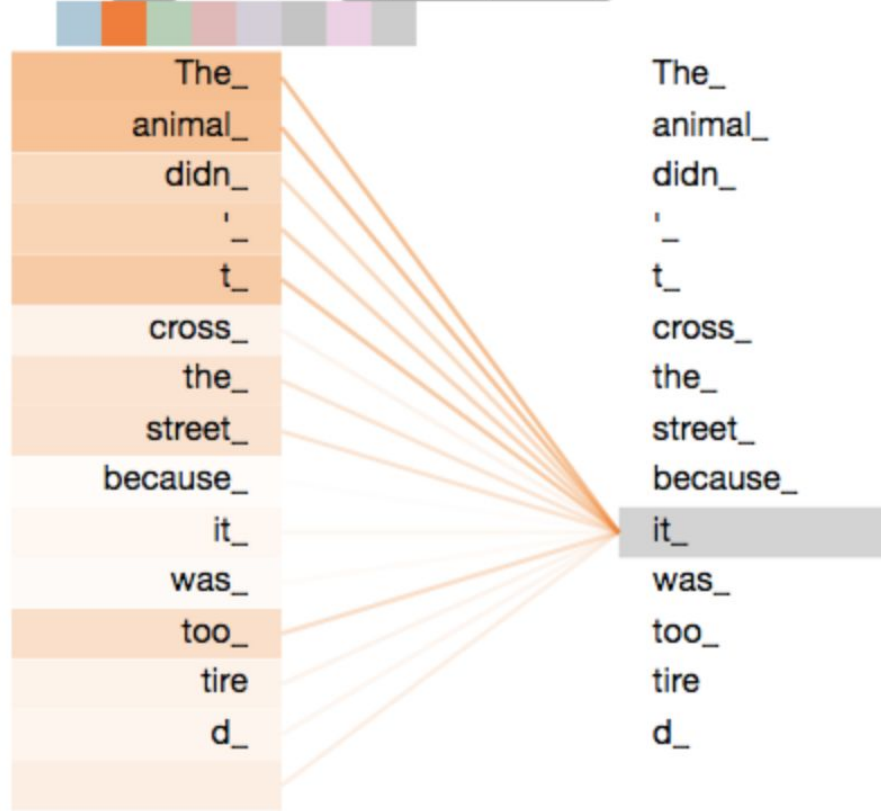 The_ The_
animal_ animal_
didn_ didn_
'_ '_
t_ t_
cross_ cross_
the_ the_
street_ street_
because_ because_
it_ it_
was_ was_
too_ too_
tire tire
d_ d_